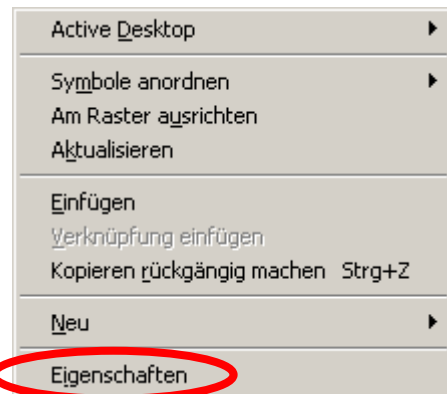 Active Desktop
Symbole anordnen
Am Raster ausrichten
Aktualisieren
Einfügen
Verknüpfung einfügen
Kopieren rückgängig machen Strg+Z
Neu
Eigenschaften